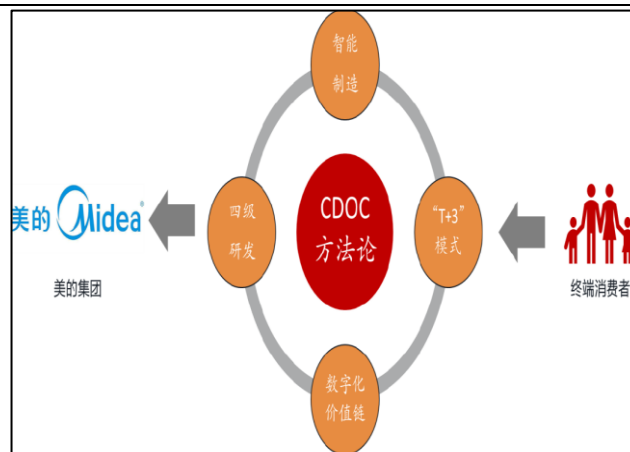 智能
制造
美的 Midea
四级
研发
CDOC
方法论
“T+3”
模式
美的集团
终端消费者
数字化
价值链